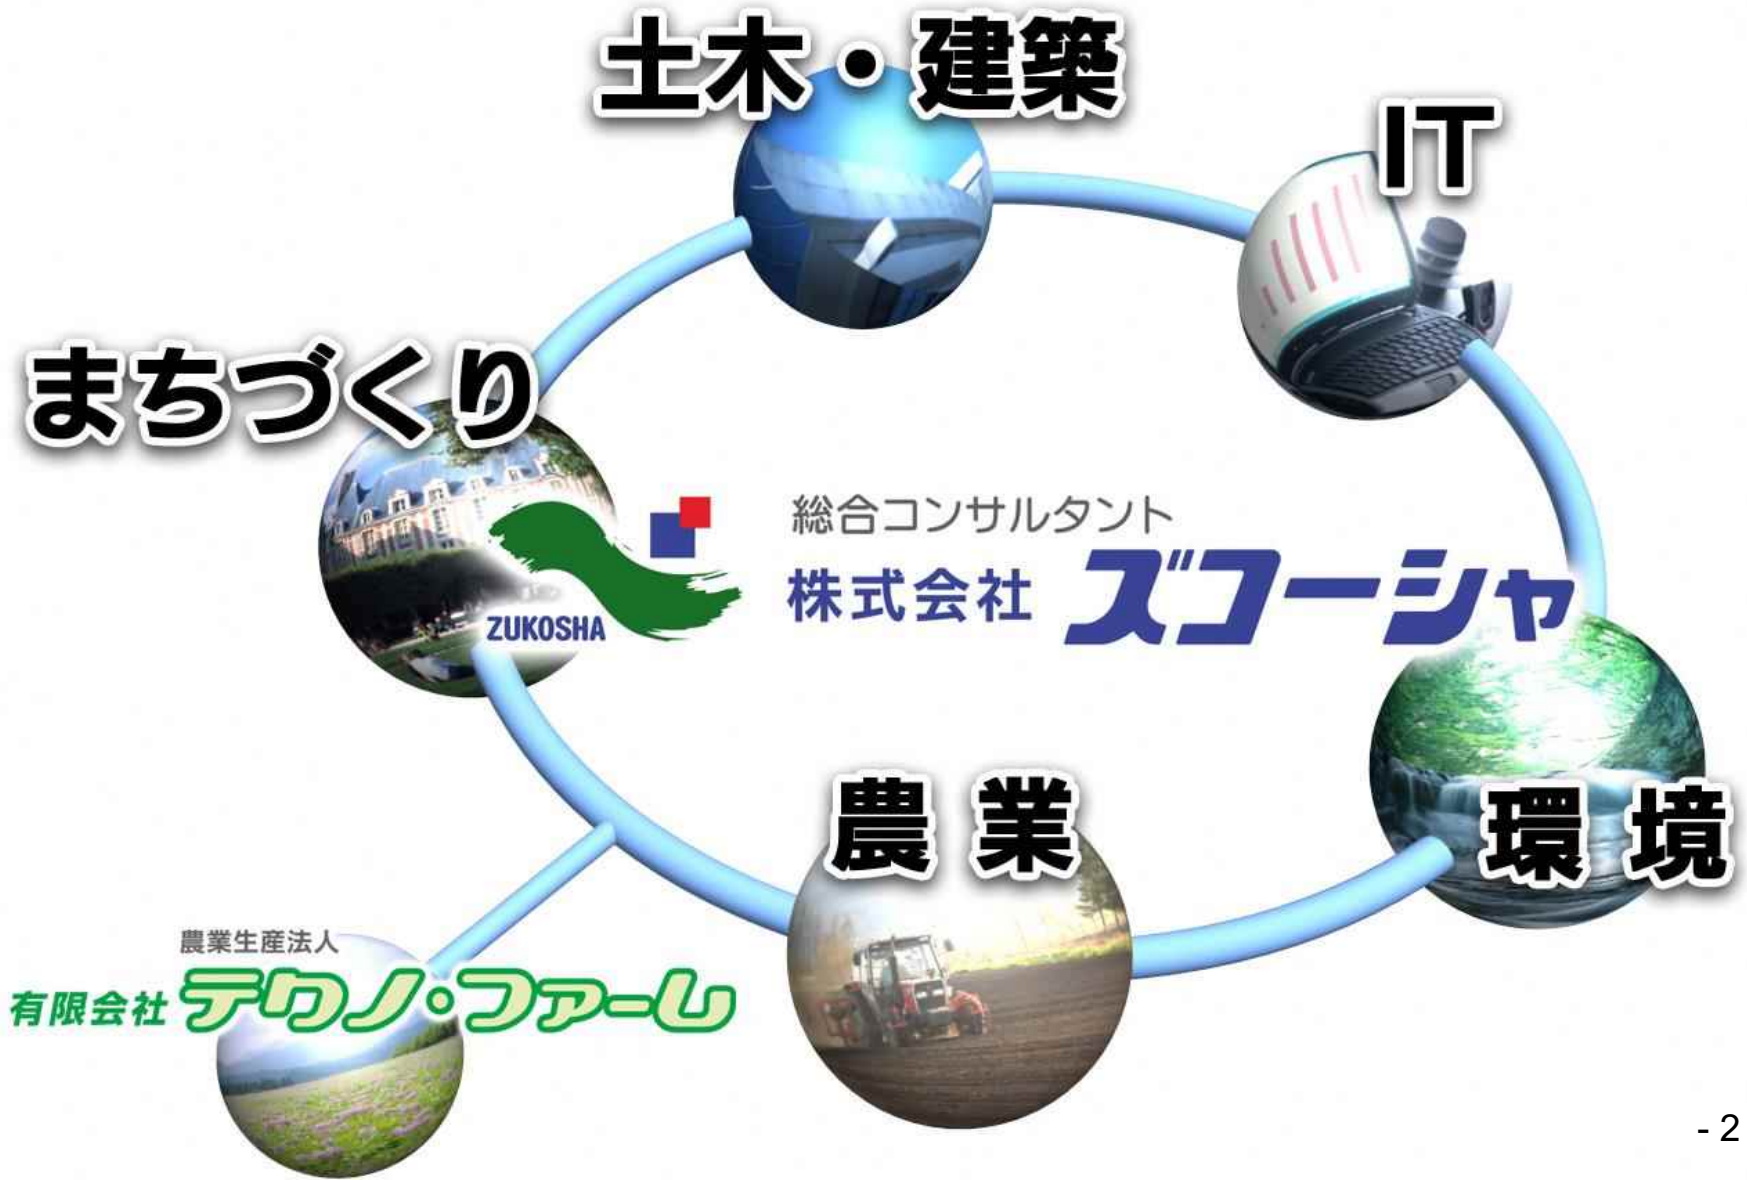 土木・建築
IT
まちづくり
総合コンサルタント
株式会社 ズコーシャ
ZUKOSHA
農業
環境
農業生産法人
有限会社 テクノ・ファーム
- 2